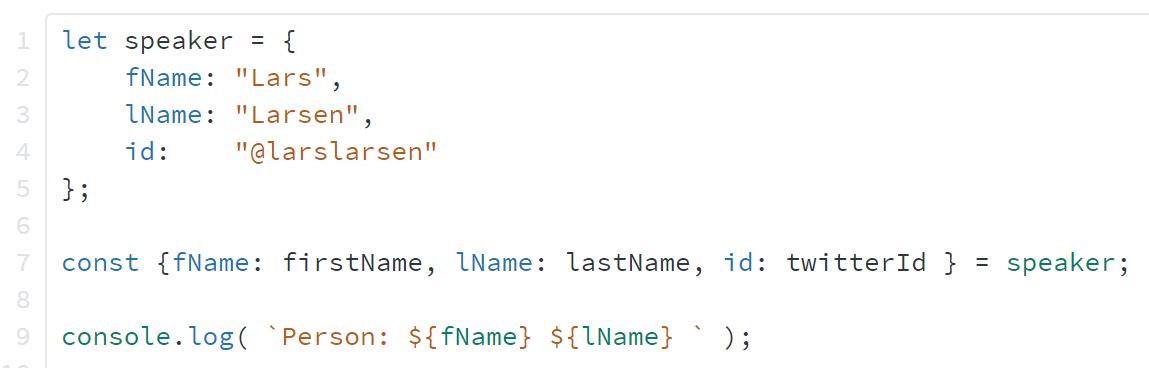 1 let speaker = {
2     fName: "Lars",
3     lName: "Larsen",
4     id:    "@larslarsen"
5 };
6
7 const {fName: firstName, lName: lastName, id: twitterId } = speaker;
8
9 console.log( `Person: ${fName} ${lName} ` );